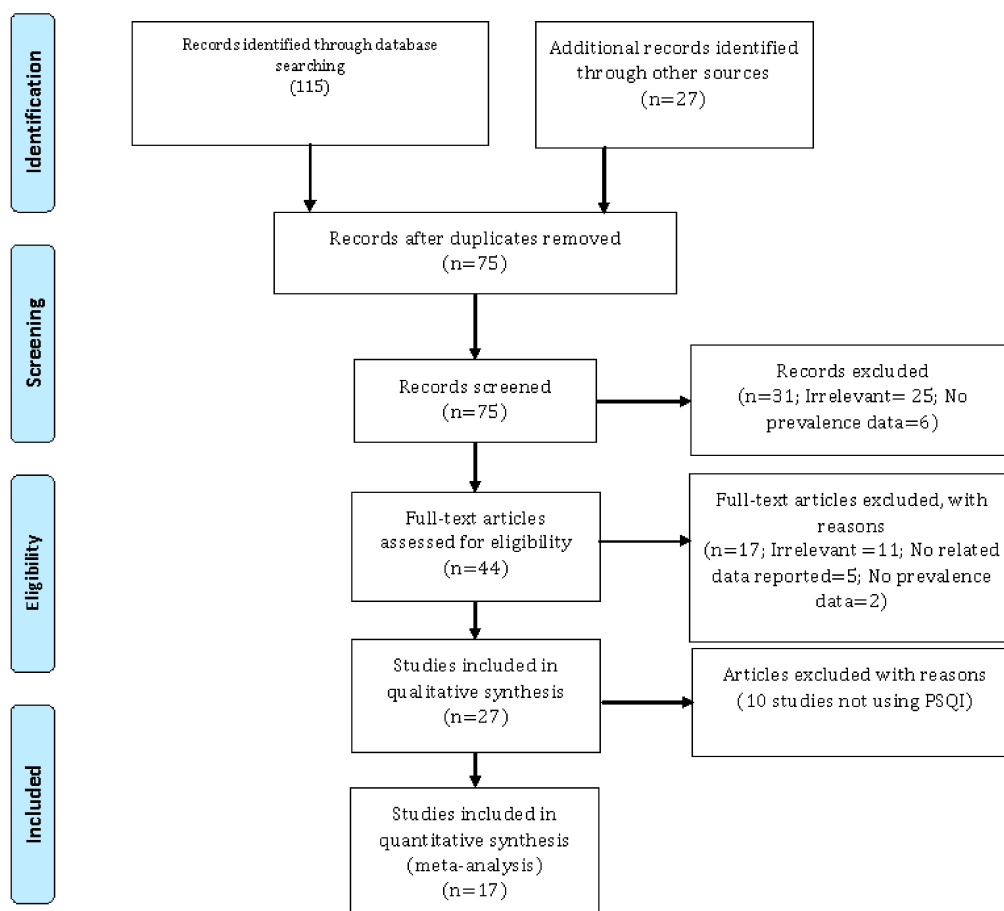 Identification
Records identified through database
searching
(115)
Additional records identified
through other sources
(n=27)
Records after duplicates removed
(n=75)
Screening
Records screened
(n=75)
Records excluded
(n=31; Irrelevant= 25; No
prevalence data=6)
Eligibility
Full-text articles
assessed for eligibility
(n=44)
Full-text articles excluded, with
reasons
(n=17; Irrelevant =11; No related
data reported=5; No prevalence
data=2)
Studies included in
qualitative synthesis
(n=27)
Articles excluded with reasons
(10 studies not using PSQI)
Included
Studies included in
quantitative synthesis
(meta-analysis)
(n=17)